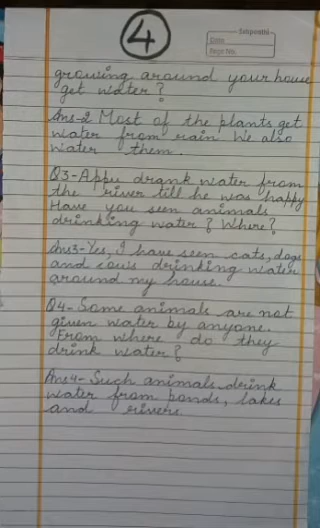 4
Suspentid
Date
Page No.
growing around your house
get water?
Ans-2 Most of the plants get
water from rain We also
water them.
Q3-Appu drank water from
the river till he was happy
Have you seen animals
drinking water? Where?
Ans3-Yes, I have seen cats, dogs
and cows drinking water
around my house.
Q4-Some animals are not
given water by anyone.
From where do they
drink water?
Ans4-Such animals drink
water from ponds, lakes
and rivers.